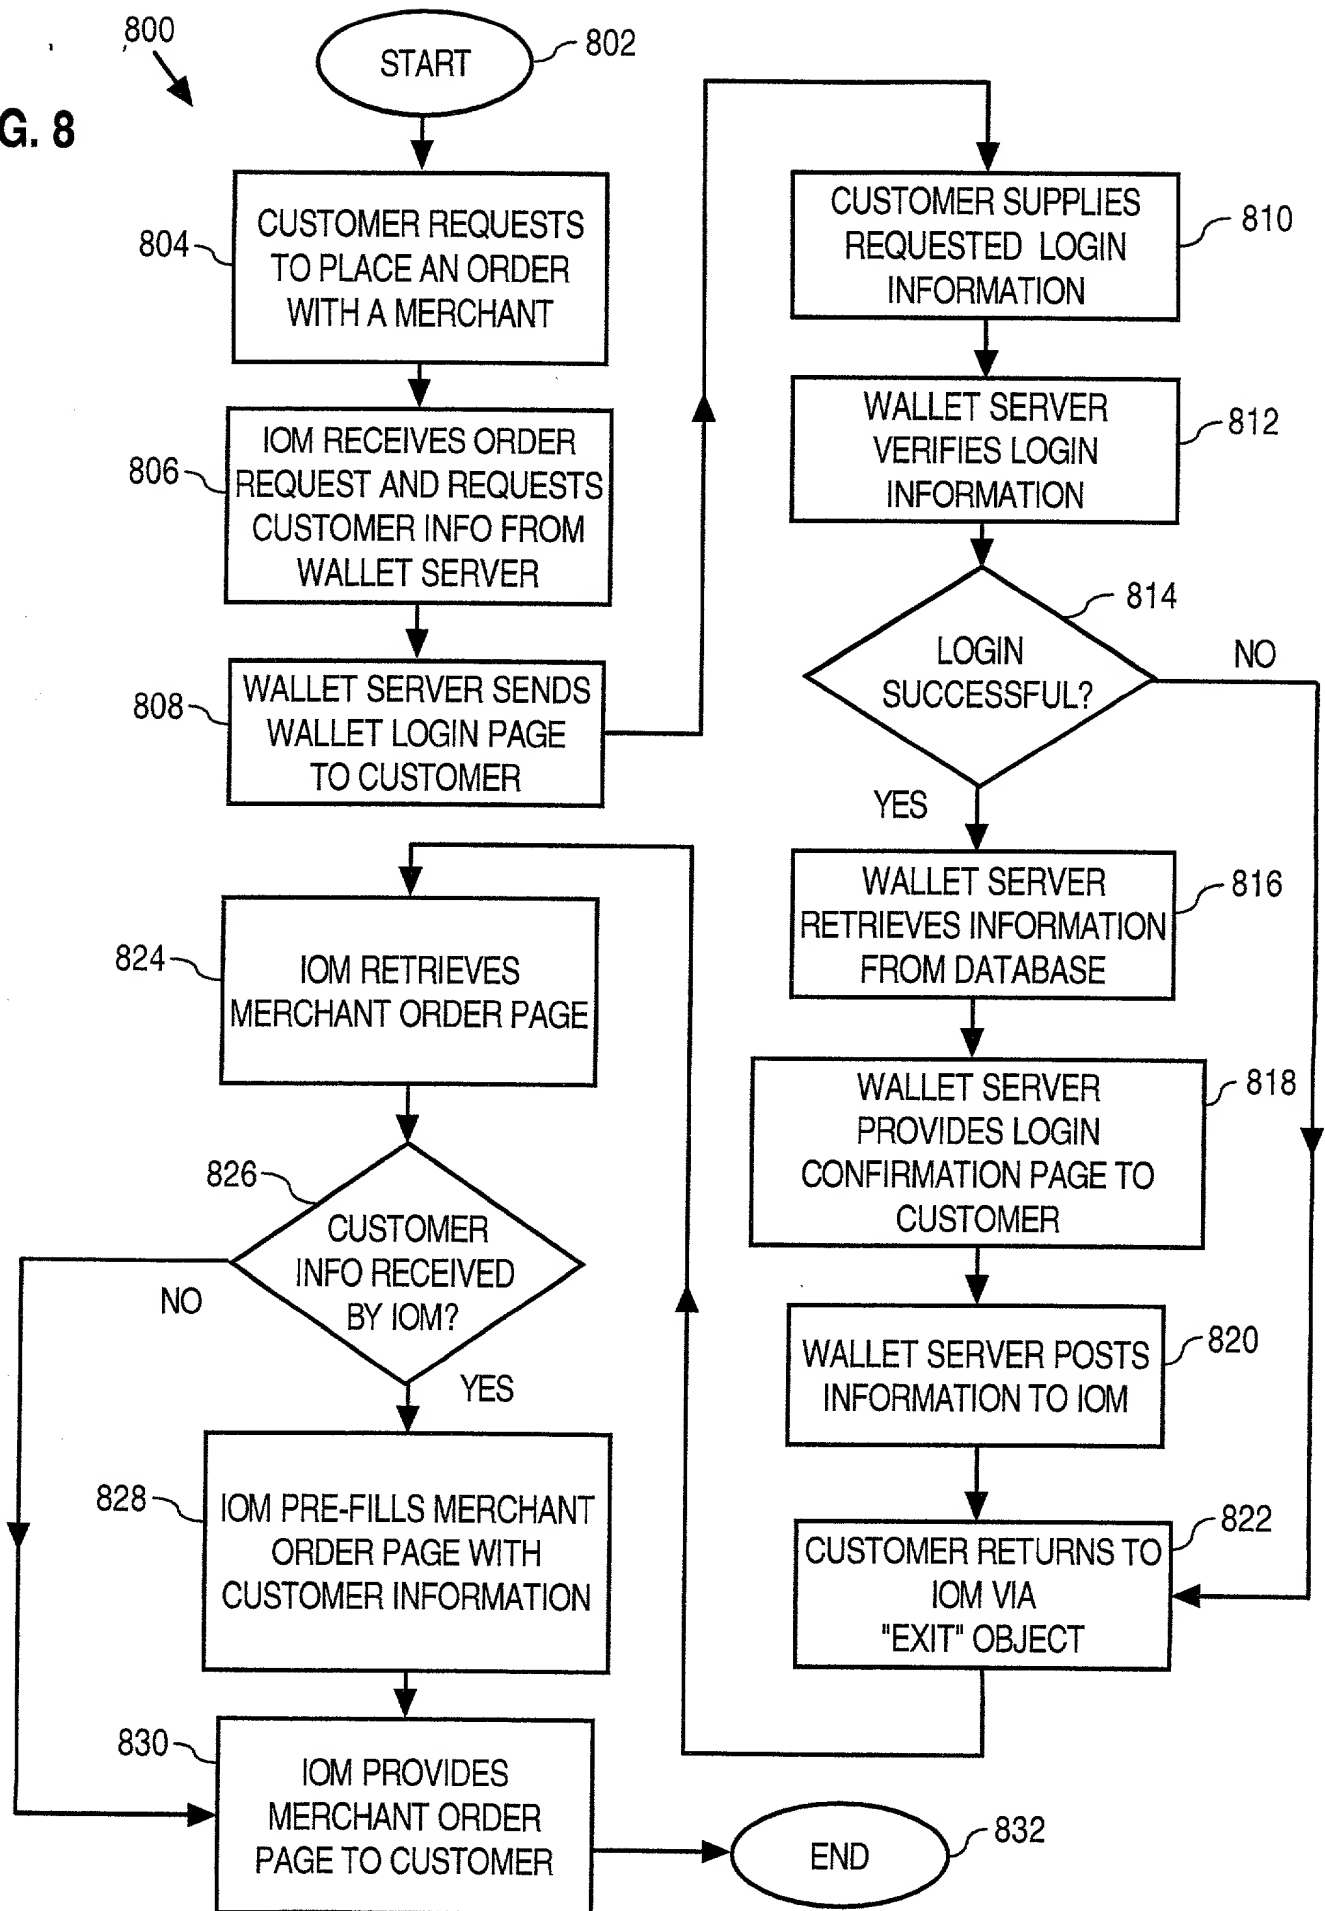 800
G. 8
START
802
804
CUSTOMER REQUESTS
TO PLACE AN ORDER
WITH A MERCHANT
806
IOM RECEIVES ORDER
REQUEST AND REQUESTS
CUSTOMER INFO FROM
WALLET SERVER
808
WALLET SERVER SENDS
WALLET LOGIN PAGE
TO CUSTOMER
CUSTOMER SUPPLIES
REQUESTED LOGIN
INFORMATION
810
WALLET SERVER
VERIFIES LOGIN
INFORMATION
812
LOGIN
SUCCESSFUL?
814
NO
YES
WALLET SERVER
RETRIEVES INFORMATION
FROM DATABASE
816
WALLET SERVER
PROVIDES LOGIN
CONFIRMATION PAGE TO
CUSTOMER
818
WALLET SERVER POSTS
INFORMATION TO IOM
820
CUSTOMER RETURNS TO
IOM VIA
"EXIT" OBJECT
822
824
IOM RETRIEVES
MERCHANT ORDER PAGE
826
CUSTOMER
INFO RECEIVED
BY IOM?
NO
YES
828
IOM PRE-FILLS MERCHANT
ORDER PAGE WITH
CUSTOMER INFORMATION
830
IOM PROVIDES
MERCHANT ORDER
PAGE TO CUSTOMER
END
832